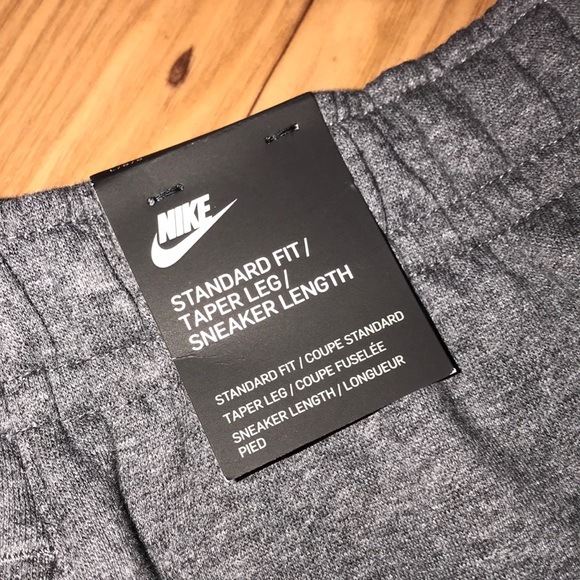 NIKE
STANDARD FIT /
TAPER LEG /
SNEAKER LENGTH
STANDARD FIT / COUPE STANDARD
TAPER LEG / COUPE FUSELÉE
SNEAKER LENGTH / LONGUEUR
PIED